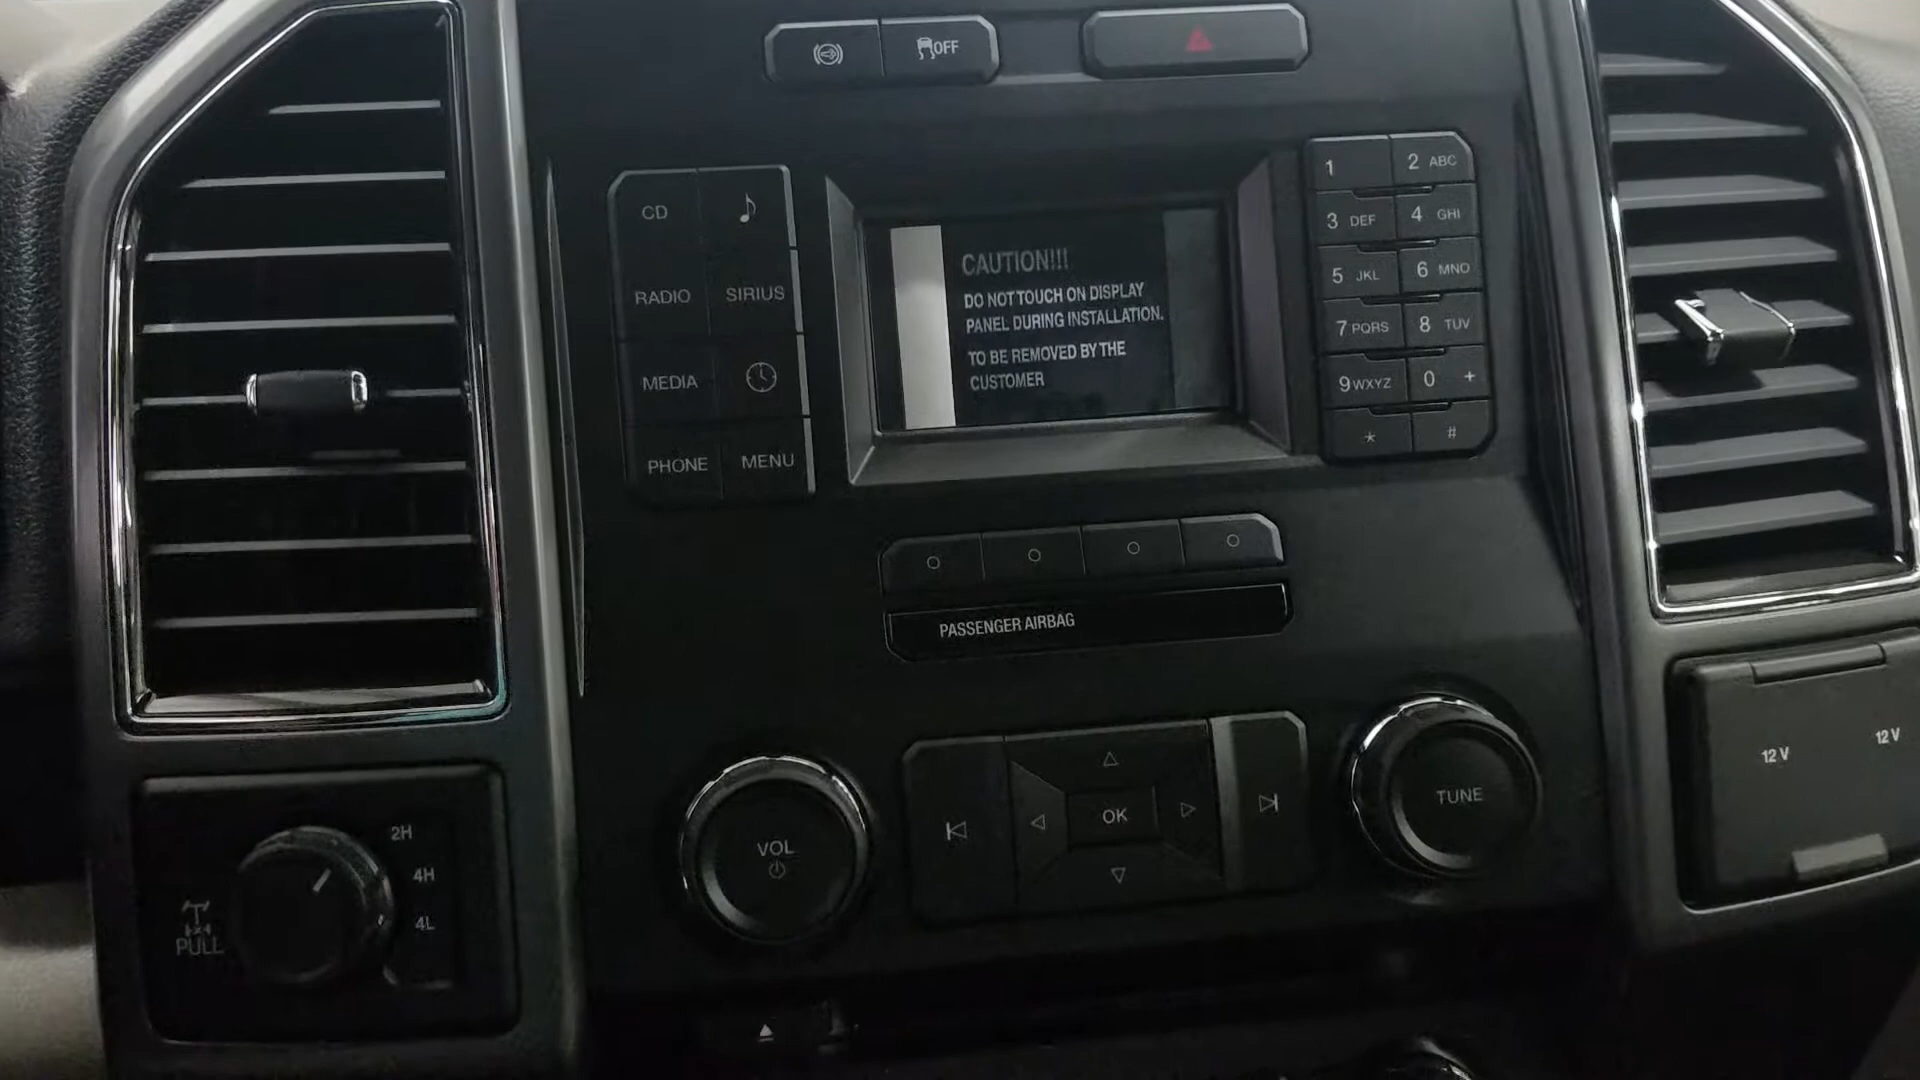 OFF
CD
RADIO SIRIUS
MEDIA
PHONE MENU
CAUTION!!!
DO NOT TOUCH ON DISPLAY
PANEL DURING INSTALLATION.
TO BE REMOVED BY THE
CUSTOMER
1 2 ABC
3 DEF 4 GHI
5 JKL 6 MNO
7 PQRS 8 TUV
9 WXYZ 0 +
* #
PASSENGER AIRBAG
VOL
OK
TUNE
12 V 12 V
2H
4H
4L
4x4
PULL